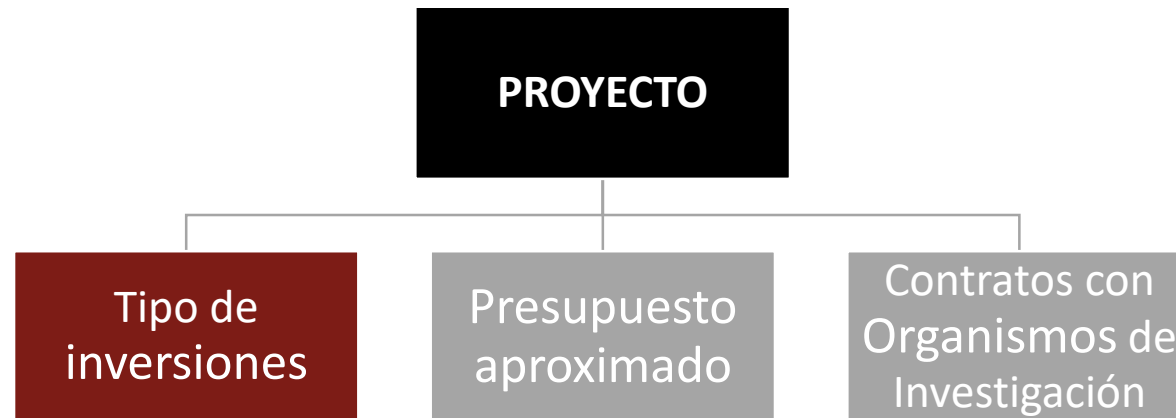 PROYECTO
Tipo de
inversiones
Presupuesto
aproximado
Contratos con
Organismos de
Investigación